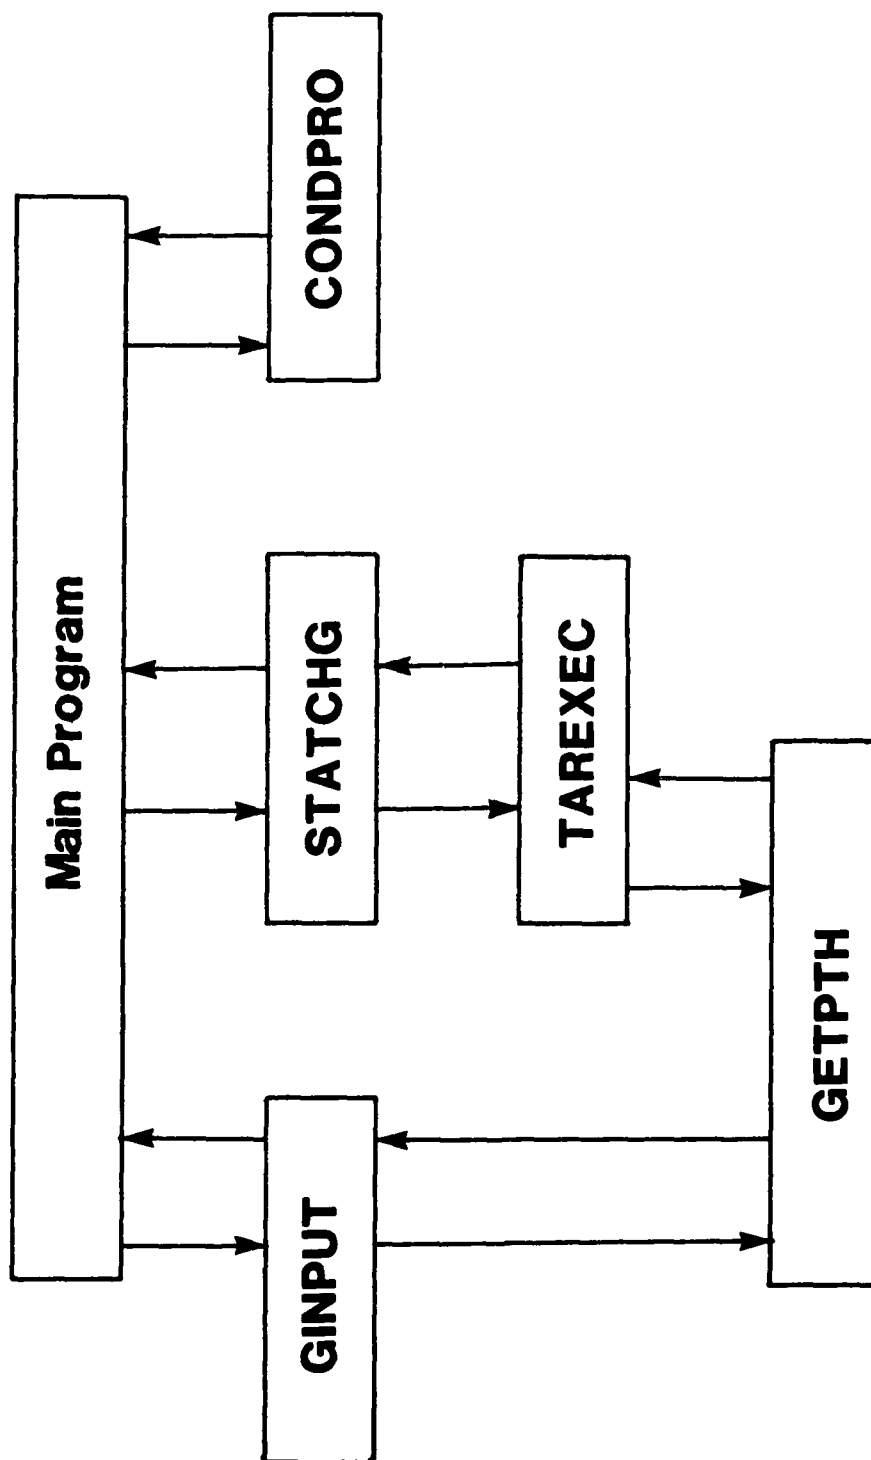 Main Program
GINPUT
STATCHG
CONDPRO
TAREXEC
GETPTH